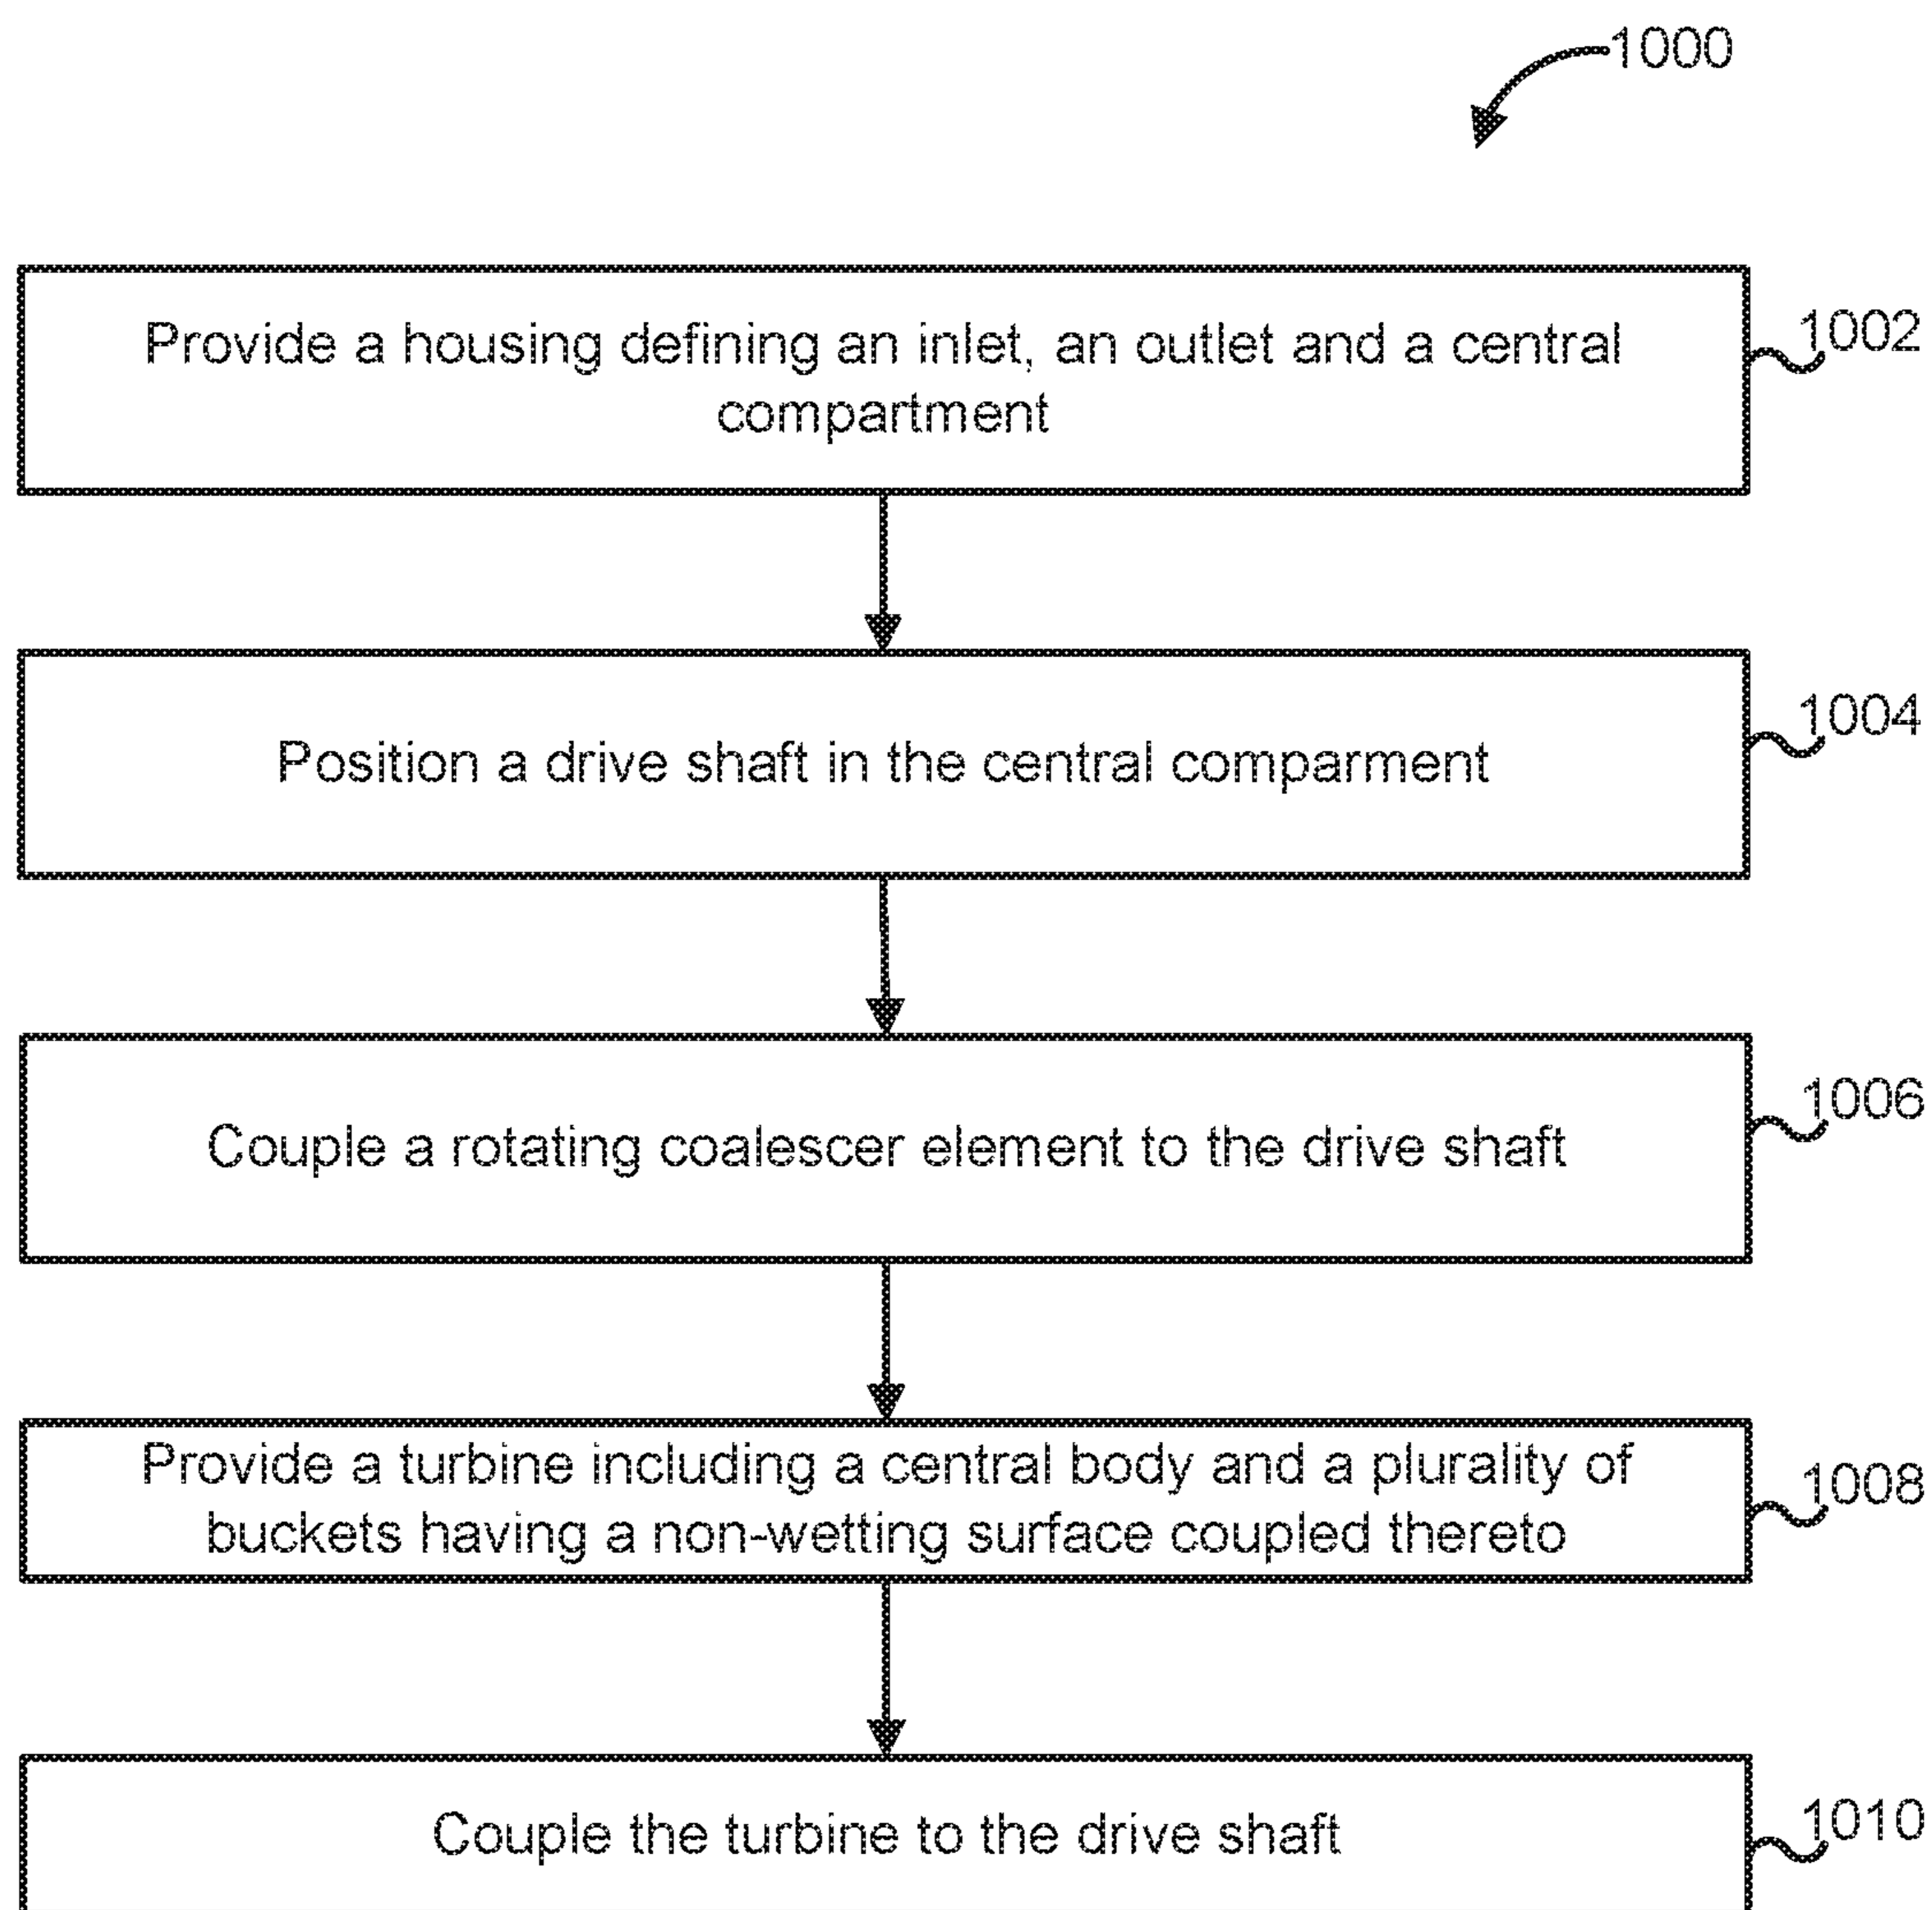 1000
Provide a housing defining an inlet, an outlet and a central
compartment
1002
Position a drive shaft in the central comparment
1004
Couple a rotating coalescer element to the drive shaft
1006
Provide a turbine including a central body and a plurality of
buckets having a non-wetting surface coupled thereto
1008
Couple the turbine to the drive shaft
1010